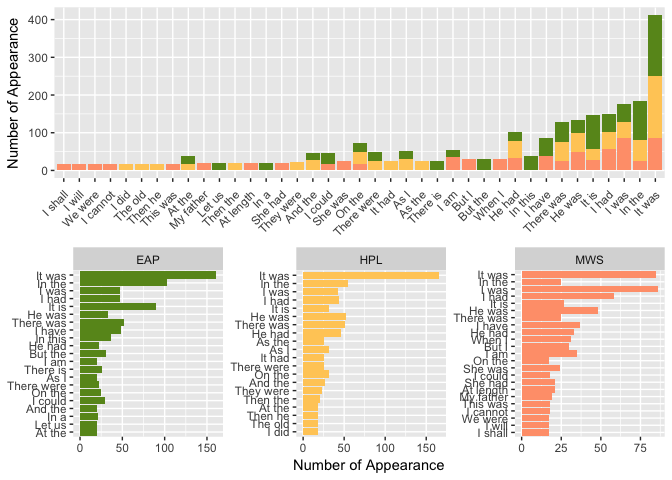 Number of Appearance
400
300
200
100
0
I shall
I will
We were
I cannot
I did
The old
Then he
This was
At the
My father
Let us
Then the
At length
In a
She had
They were
And the
I could
She was
On the
There were
It had
As I
As the
There is
I am
But I
But the
When I
He had
In this
I have
There was
He was
It is
I had
I was
In the
It was
EAP
It was
In the
I was
I had
It is
He was
There was
I have
In this
He had
But the
I am
There is
As I
There were
On the
I could
And the
In a
Let us
At the
0
50
100
150
HPL
It was
In the
I was
I had
It is
He was
There was
He had
As the
As I
It had
There were
On the
And the
They were
Then the
At the
Then he
The old
I did
0
50
100
150
MWS
It was
In the
I was
I had
It is
He was
There was
I have
He had
When I
But I
I am
On the
She was
I could
She had
At length
My father
This was
I cannot
We were
I will
I shall
0
25
50
75
Number of Appearance